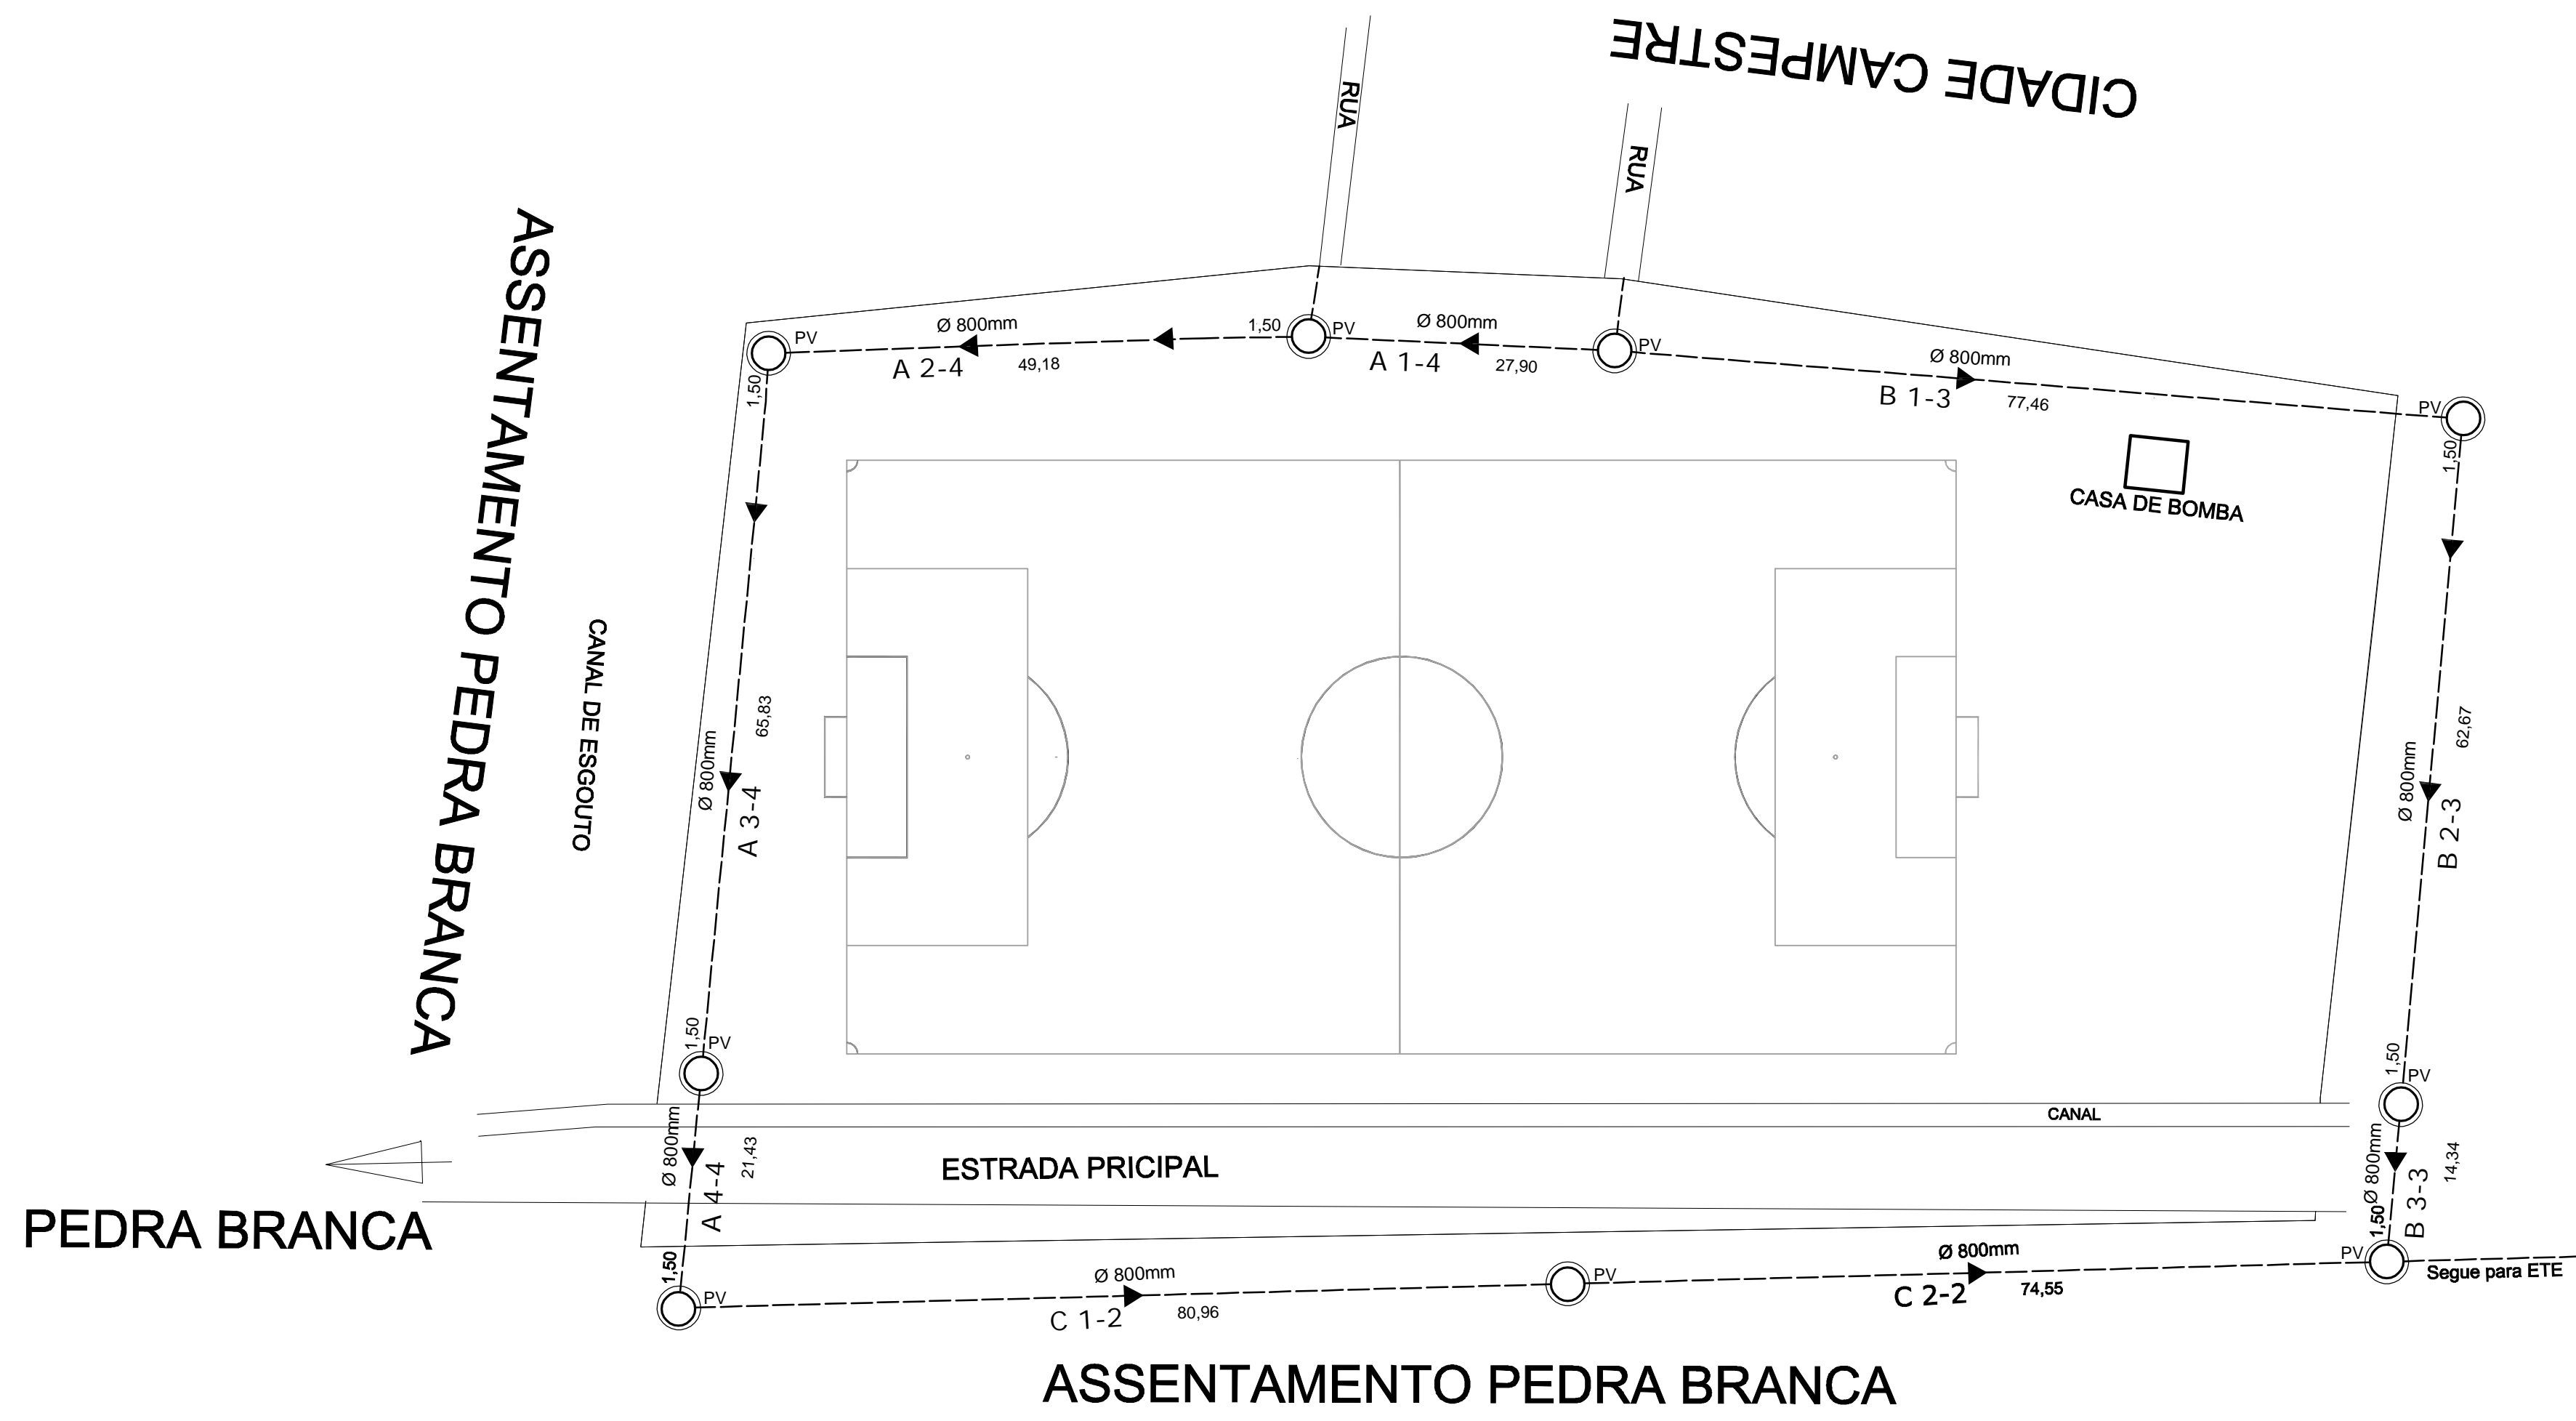 CIDADE CAMPESTRE
RUA
RUA
ASSENTAMENTO PEDRA BRANCA
CANAL DE ESGOUTO
PV
Ø 800mm
A 2-4
49,18
1,50
PV
Ø 800mm
A 1-4
27,90
PV
Ø 800mm
B 1-3
77,46
PV
1,50
1,50
CASA DE BOMBA
65,83
Ø 800mm
A 3-4
62,67
Ø 800mm
B 2-3
1,50
PV
1,50
PV
CANAL
Ø 800mm
21,43
A 4-4
ESTRADA PRICIPAL
Ø 800mm
14,34
B 3-3
1,50
PEDRA BRANCA
1,50
PV
Ø 800mm
C 1-2
80,96
PV
Ø 800mm
C 2-2
74,55
PV
Segue para ETE
ASSENTAMENTO PEDRA BRANCA